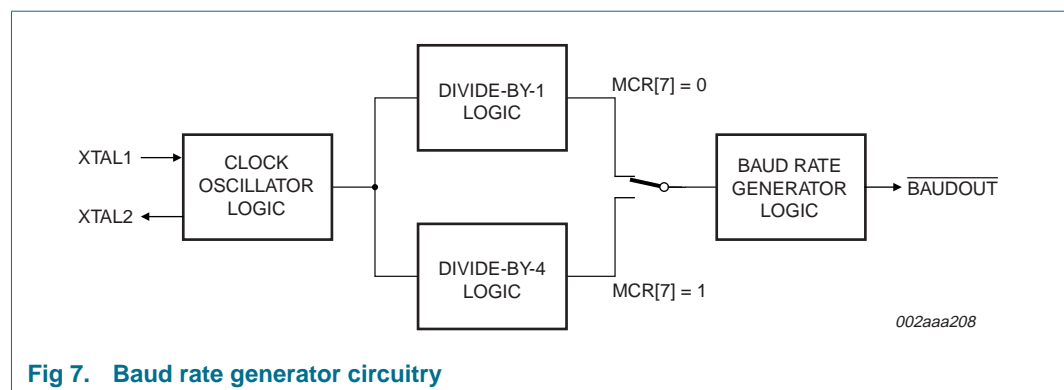 DIVIDE-BY-1
LOGIC
MCR[7] = 0
XTAL1
XTAL2
CLOCK
OSCILLATOR
LOGIC
BAUD RATE
GENERATOR
LOGIC
BAUDOUT
DIVIDE-BY-4
LOGIC
MCR[7] = 1
002aaa208
Fig 7. Baud rate generator circuitry